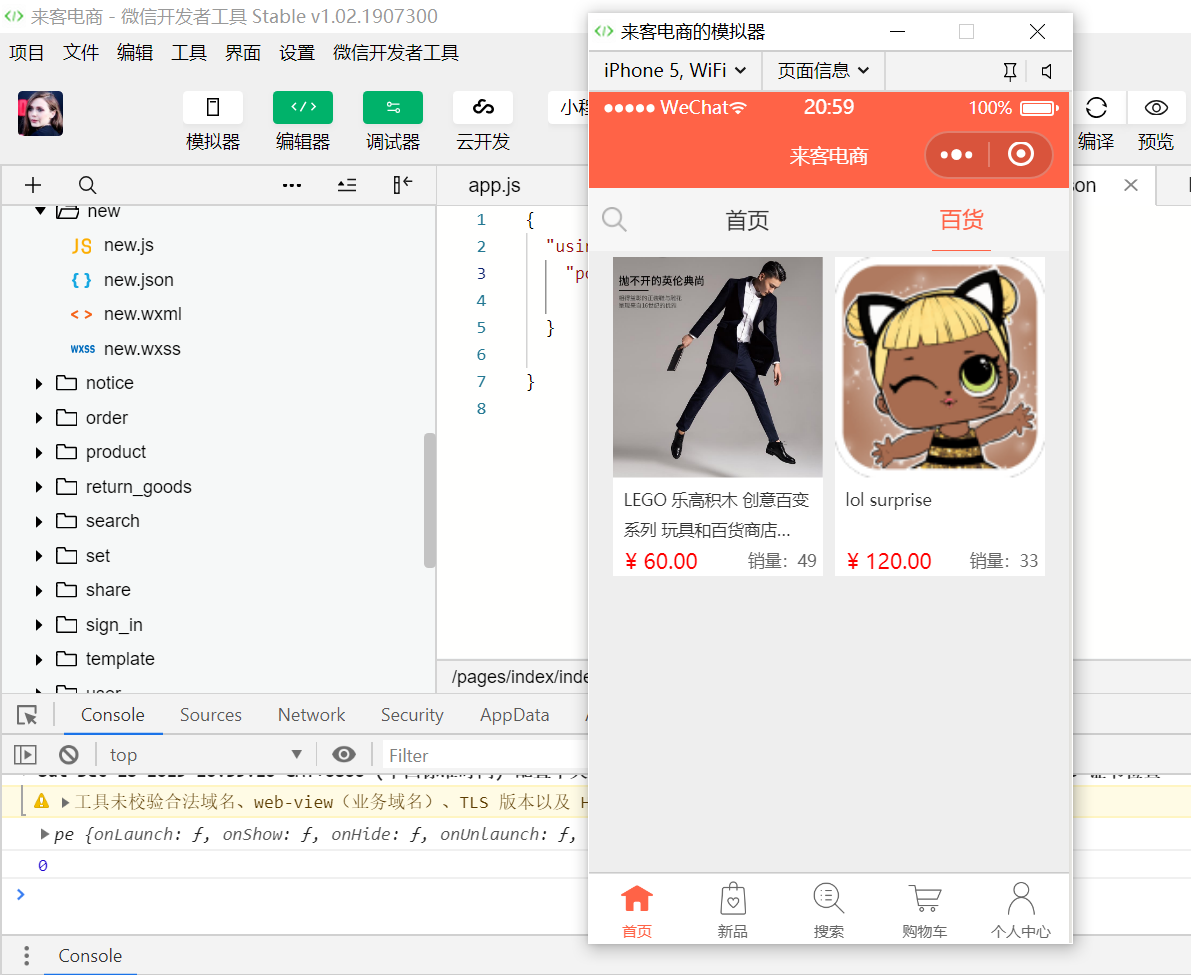 来客电商 - 微信开发者工具 Stable v1.02.1907300
项目 文件 编辑 工具 界面 设置 微信开发者工具
模拟器 编辑器 调试器 云开发 小程 编译 预览
app.js
on
new
JS new.js
{ } new.json
< > new.wxml
wxss new.wxss
notice
order
product
return_goods
search
set
share
sign_in
template
user
1 {
2 "usin
3 "po
4
5 }
6
7 }
8
/pages/index/inde
来客电商的模拟器
iPhone 5, WiFi 页面信息
WeChat 20:59 100%
来客电商
首页 百货
抛不开的英伦典尚
LEGO 乐高积木 创意百变
系列 玩具和百货商店...
¥ 60.00 销量：49
lol surprise
¥ 120.00 销量：33
首页 新品 搜索 购物车 个人中心
Console Sources Network Security AppData
top Filter
工具未校验合法域名、web-view（业务域名）、TLS 版本以及 H
pe {onLaunch: ƒ, onShow: ƒ, onHide: ƒ, onUnlaunch: ƒ,
0
Console